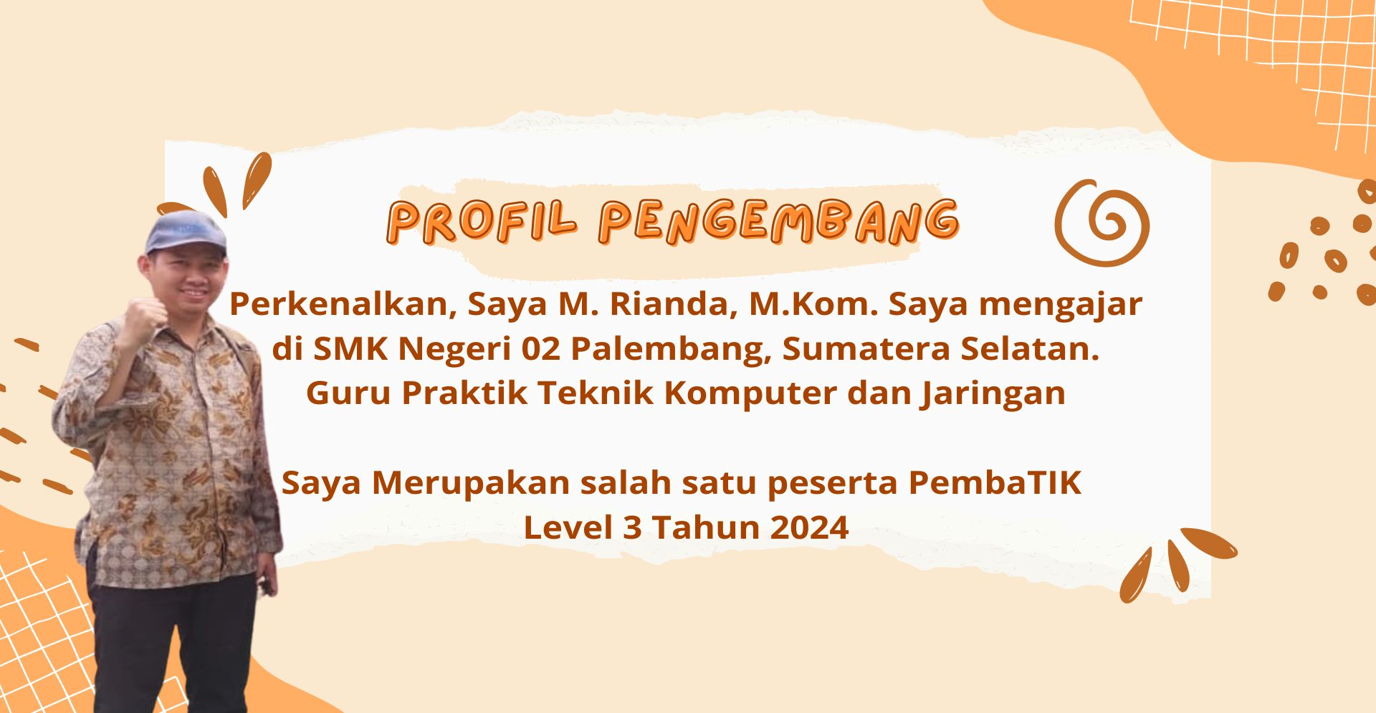 PROFIL PENGEMBANG
Perkenalkan, Saya M. Rianda, M.Kom. Saya mengajar
di SMK Negeri 02 Palembang, Sumatera Selatan.
Guru Praktik Teknik Komputer dan Jaringan
Saya Merupakan salah satu peserta PembaTIK
Level 3 Tahun 2024